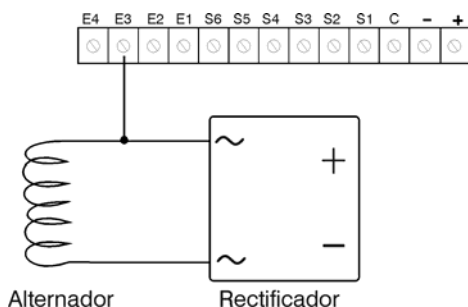 E4 E3 E2 E1 S6 S5 S4 S3 S2 S1 C - +
~ +
~ −
Alternador Rectificador